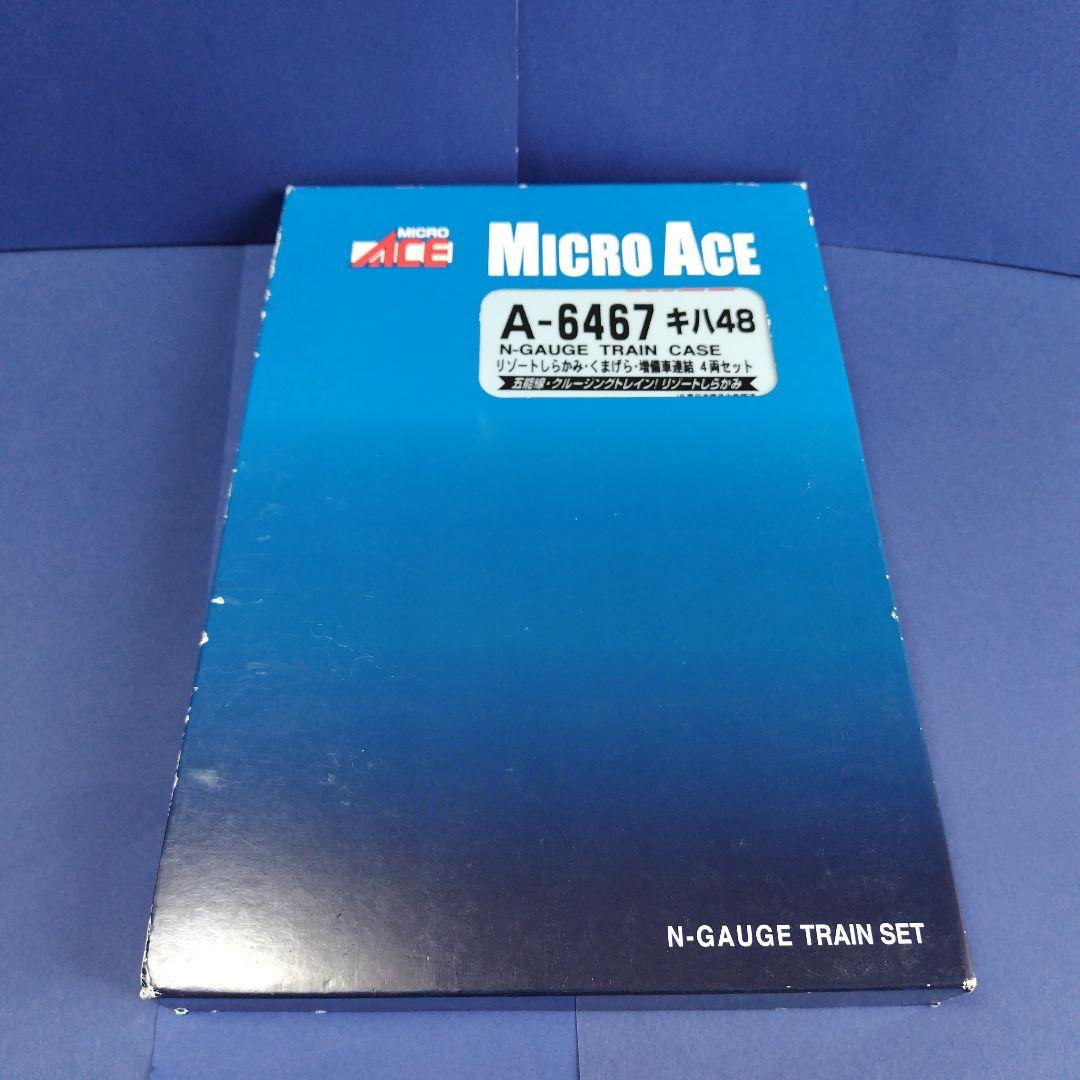 MICRO
ACE
MICRO ACE
A-6467 キハ48
N-GAUGE TRAIN CASE
リゾートしらかみ・くまげら・増備車連結 4両セット
五能線・クルージングトレイン! リゾートしらかみ
N-GAUGE TRAIN SET